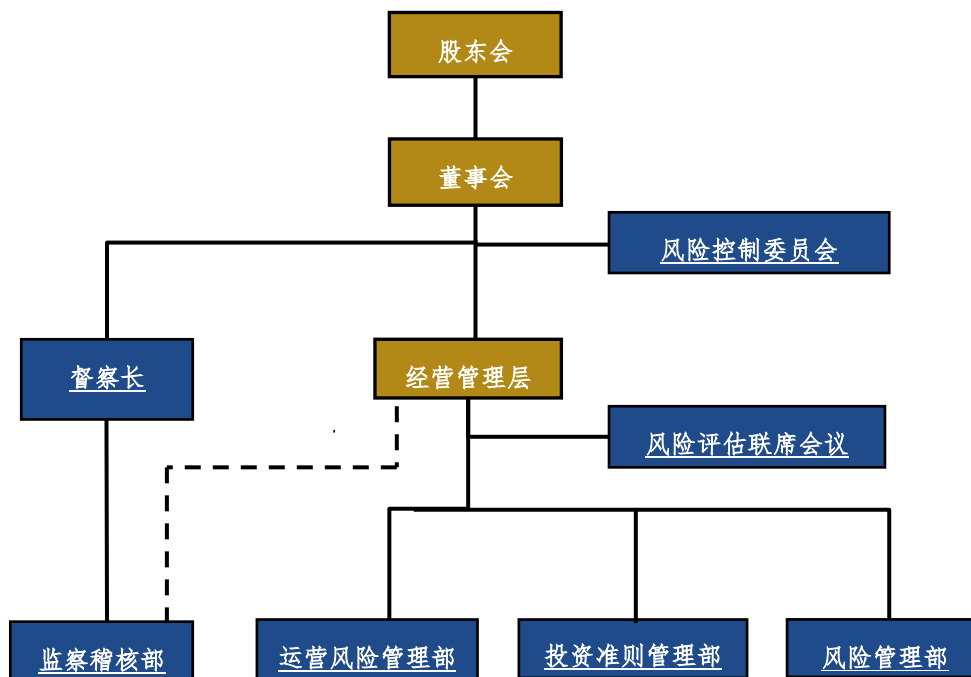 股东会
董事会
风险控制委员会
督察长
经营管理层
风险评估联席会议
监察稽核部
运营风险管理部
投资准则管理部
风险管理部